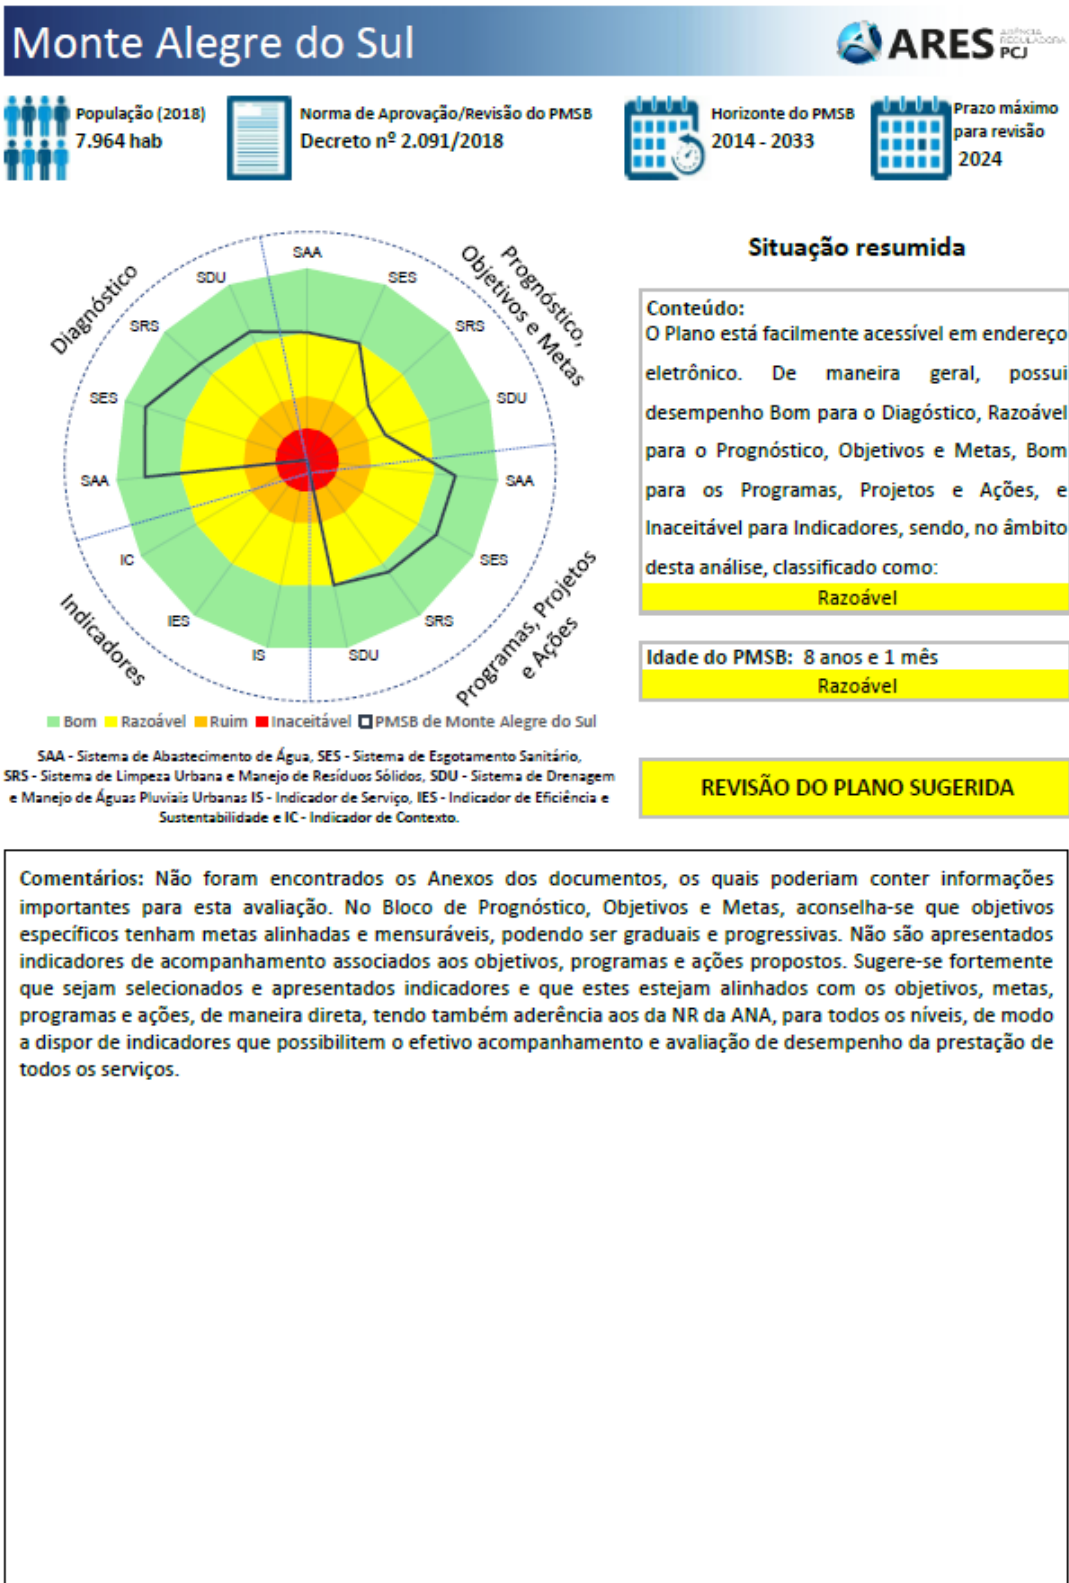 Monte Alegre do Sul
ARES
AGÊNCIA
REGULADORA
PCJ
População (2018)
7.964 hab
Norma de Aprovação/Revisão do PMSB
Decreto nº 2.091/2018
Horizonte do PMSB
2014 - 2033
Prazo máximo
para revisão
2024
Diagnóstico
Prognóstico,
Objetivos e Metas
SAA
SES
SRS
SDU
SAA
SES
SRS
SDU
IS
IES
IC
SAA
SES
SRS
SDU
Indicadores
Programas, Projetos
e Ações
Bom Razoável Ruim Inaceitável PMSB de Monte Alegre do Sul
SAA - Sistema de Abastecimento de Água, SES - Sistema de Esgotamento Sanitário,
SRS - Sistema de Limpeza Urbana e Manejo de Resíduos Sólidos, SDU - Sistema de Drenagem
e Manejo de Águas Pluviais Urbanas IS - Indicador de Serviço, IES - Indicador de Eficiência e
Sustentabilidade e IC - Indicador de Contexto.
Situação resumida
Conteúdo:
O Plano está facilmente acessível em endereço
eletrônico. De maneira geral, possui
desempenho Bom para o Diagóstico, Razoável
para o Prognóstico, Objetivos e Metas, Bom
para os Programas, Projetos e Ações, e
Inaceitável para Indicadores, sendo, no âmbito
desta análise, classificado como:
Razoável
Idade do PMSB: 8 anos e 1 mês
Razoável
REVISÃO DO PLANO SUGERIDA
Comentários: Não foram encontrados os Anexos dos documentos, os quais poderiam conter informações
importantes para esta avaliação. No Bloco de Prognóstico, Objetivos e Metas, aconselha-se que objetivos
específicos tenham metas alinhadas e mensuráveis, podendo ser graduais e progressivas. Não são apresentados
indicadores de acompanhamento associados aos objetivos, programas e ações propostos. Sugere-se fortemente
que sejam selecionados e apresentados indicadores e que estes estejam alinhados com os objetivos, metas,
programas e ações, de maneira direta, tendo também aderência aos da NR da ANA, para todos os níveis, de modo
a dispor de indicadores que possibilitem o efetivo acompanhamento e avaliação de desempenho da prestação de
todos os serviços.